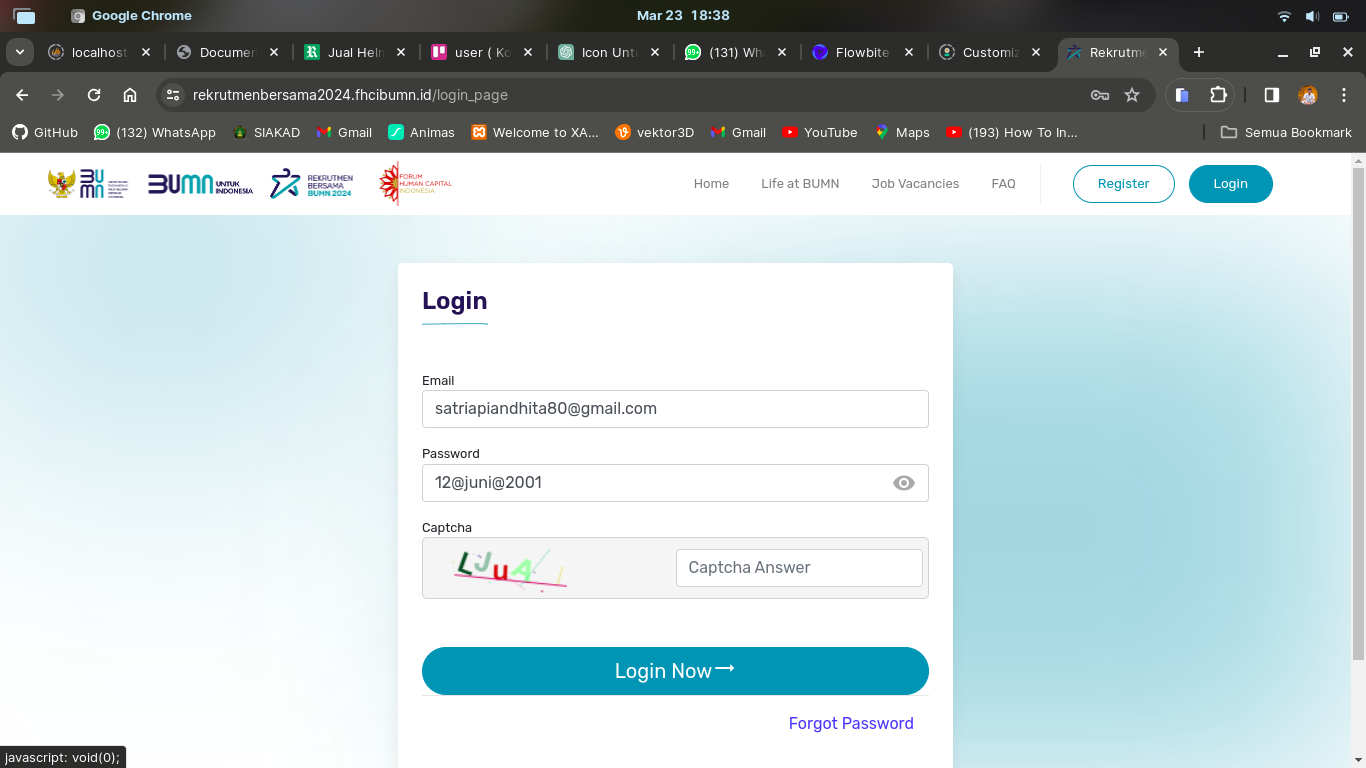 Google Chrome
Mar 23 18:38
localhost
Documen
Jual Heln
user ( Ko
Icon Unt
(131) Wha
Flowbite
Customiz
Rekrutme
rekrutmenbersama2024.fhcibumn.id/login_page
GitHub
(132) WhatsApp
SIAKAD
Gmail
Animas
Welcome to XA...
vektor3D
Gmail
YouTube
Maps
(193) How To In...
Semua Bookmark
BUMN
BUMN UNTUK INDONESIA
REKRUTMEN BERSAMA BUMN 2024
FORUM HUMAN CAPITAL INDONESIA
Home
Life at BUMN
Job Vacancies
FAQ
Register
Login
Login
Email
satriapiandhita80@gmail.com
Password
12@juni@2001
Captcha
LJuA
Captcha Answer
Login Now→
Forgot Password
javascript: void(0);